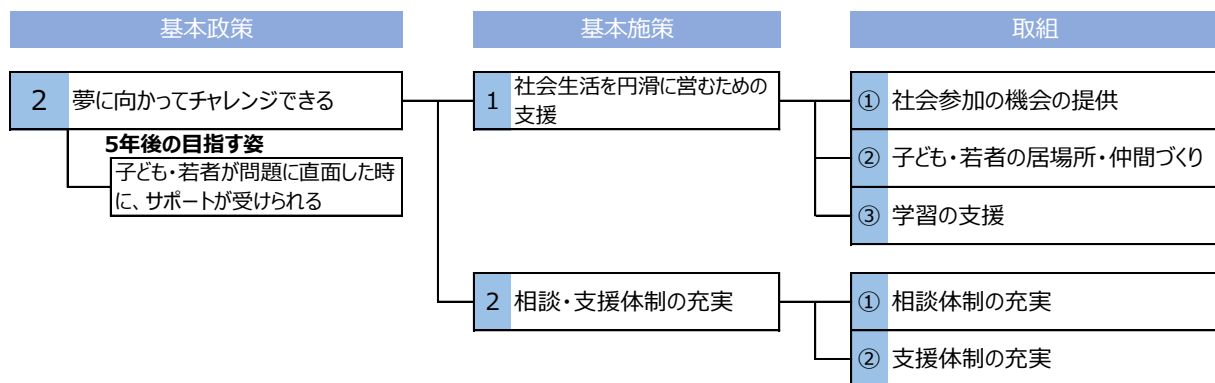 基本政策
基本施策
取組
2 夢に向かってチャレンジできる
5年後の目指す姿
子ども・若者が問題に直面した時
に、サポートが受けられる
1 社会生活を円滑に営むための
支援
① 社会参加の機会の提供
② 子ども・若者の居場所・仲間づくり
③ 学習の支援
2 相談・支援体制の充実
① 相談体制の充実
② 支援体制の充実